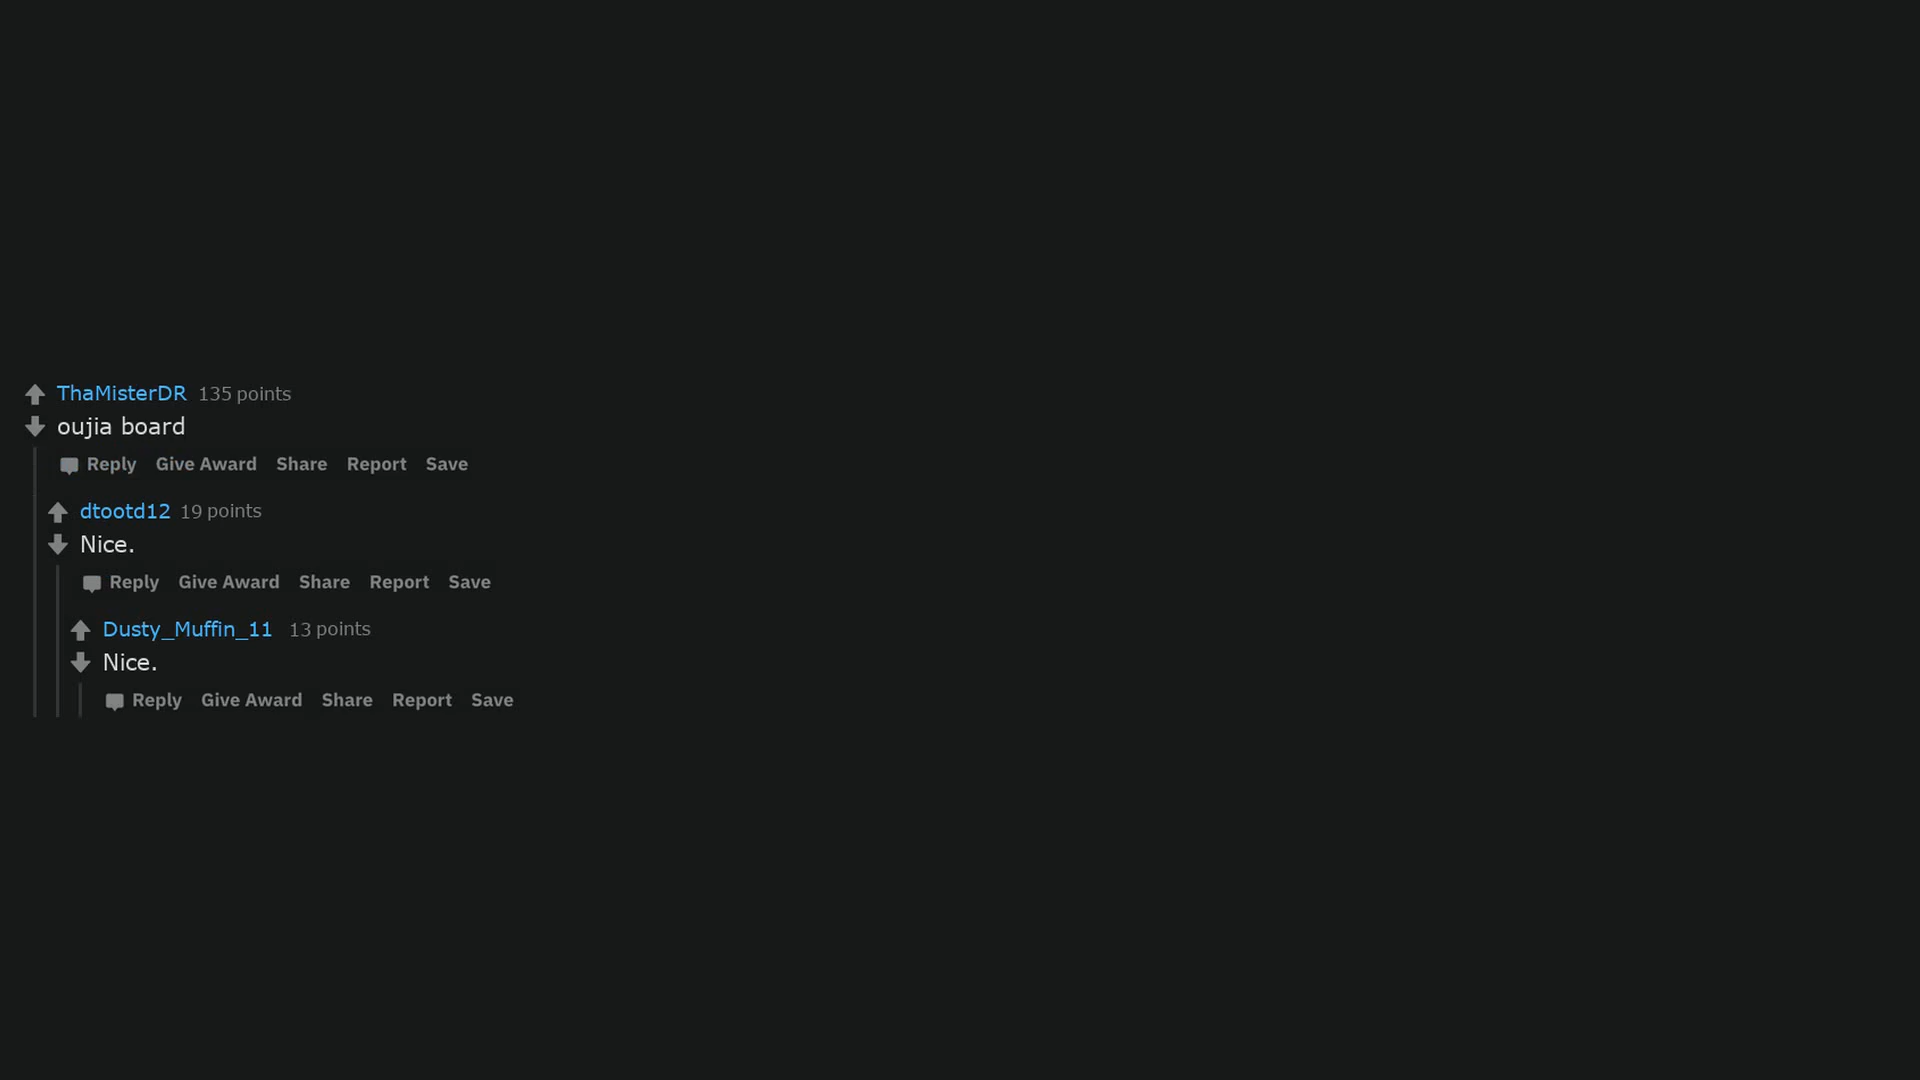 ThaMisterDR 135 points
oujia board
Reply Give Award Share Report Save
dtootd12 19 points
Nice.
Reply Give Award Share Report Save
Dusty_Muffin_11 13 points
Nice.
Reply Give Award Share Report Save